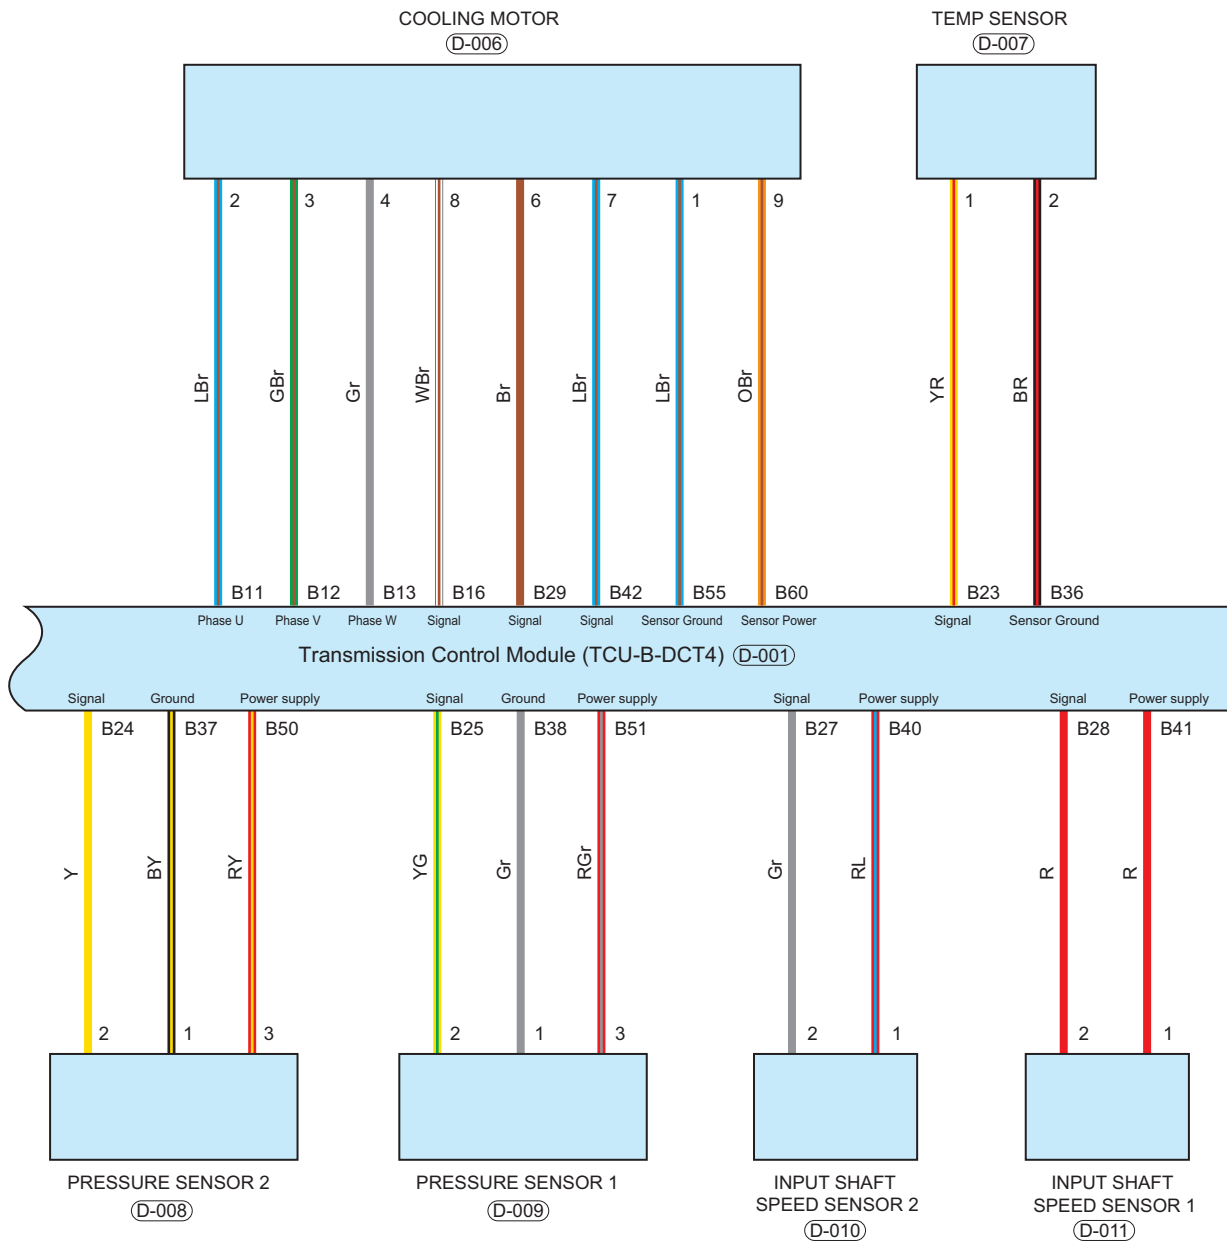 COOLING MOTOR
D-006
TEMP SENSOR
D-007
2 3 4 8 6 7 1 9 1 2
LBr GBr Gr WBr Br LBr LBr OBr YR BR
B11 B12 B13 B16 B29 B42 B55 B60 B23 B36
Phase U Phase V Phase W Signal Signal Signal Sensor Ground Sensor Power Signal Sensor Ground
Transmission Control Module (TCU-B-DCT4) D-001
Signal Ground Power supply Signal Ground Power supply Signal Power supply Signal Power supply
B24 B37 B50 B25 B38 B51 B27 B40 B28 B41
Y BY RY YG Gr RGr Gr RL R R
2 1 3 2 1 3 2 1 2 1
PRESSURE SENSOR 2
D-008
PRESSURE SENSOR 1
D-009
INPUT SHAFT
SPEED SENSOR 2
D-010
INPUT SHAFT
SPEED SENSOR 1
D-011